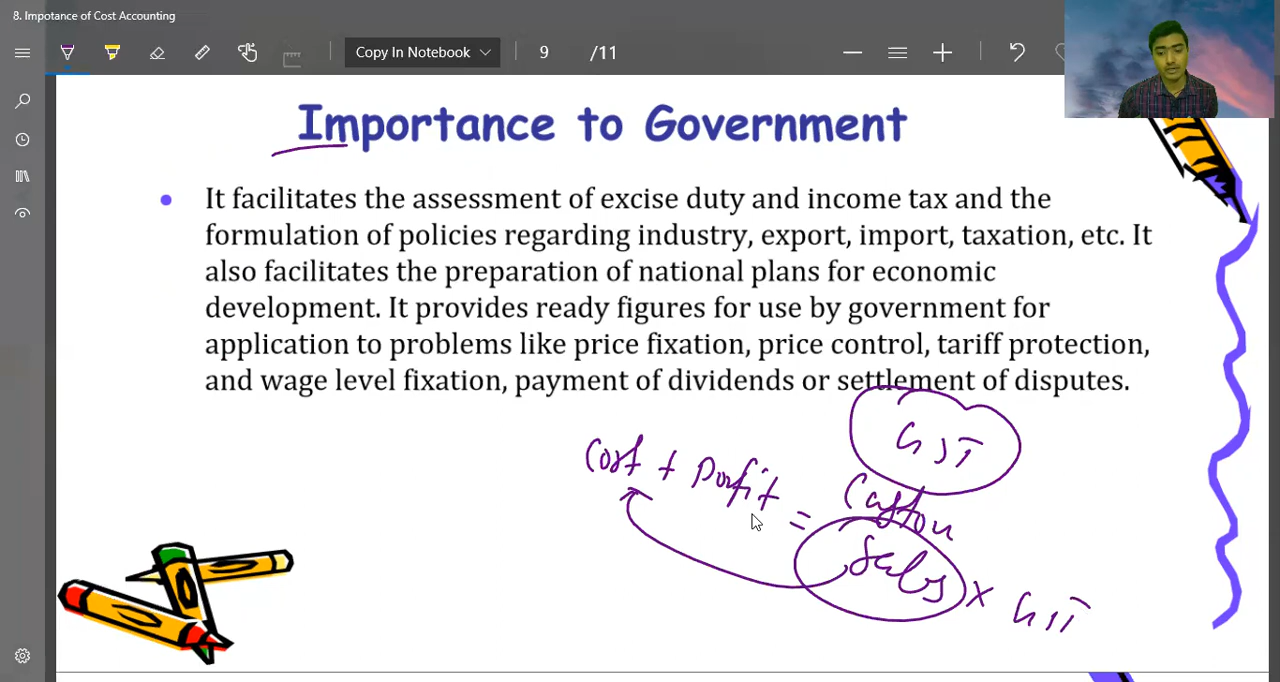 8. Impotance of Cost Accounting
Copy In Notebook
9 /11
Importance to Government
• It facilitates the assessment of excise duty and income tax and the
formulation of policies regarding industry, export, import, taxation, etc. It
also facilitates the preparation of national plans for economic
development. It provides ready figures for use by government for
application to problems like price fixation, price control, tariff protection,
and wage level fixation, payment of dividends or settlement of disputes.
GST
Cost + Profit =
Sales × GST